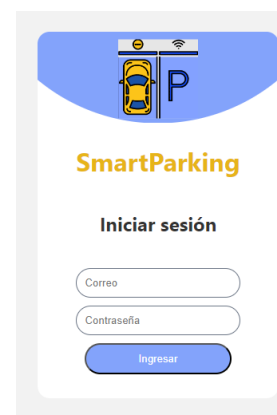 P
SmartParking
Iniciar sesión
Correo
Contraseña
Ingresar